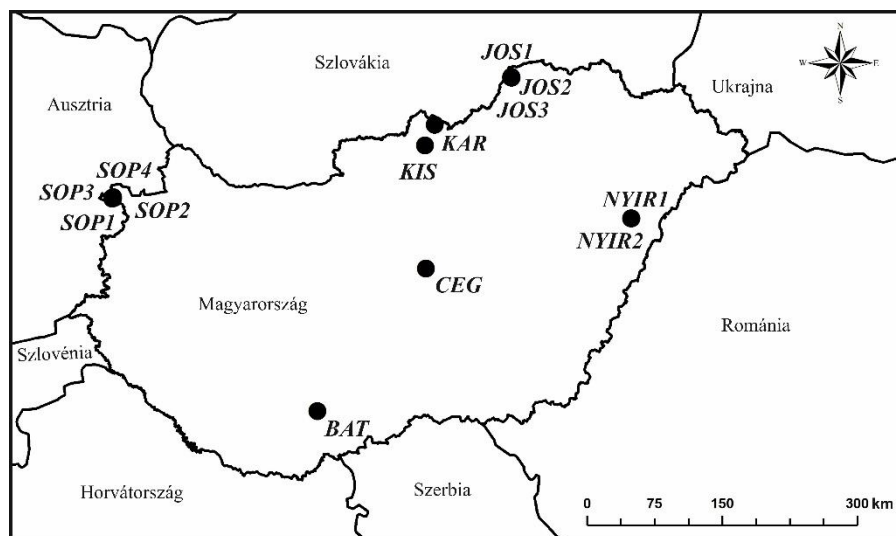 N
W E
S
JOS1
Szlovákia
JOS2
Ukrajna
Ausztria
JOS3
KAR
KIS
SOP4
SOP3
SOP2
SOP1
NYIR1
NYIR2
CEG
Magyarország
Románia
Szlovénia
BAT
Horvátország
Szerbia
0 75 150 300 km